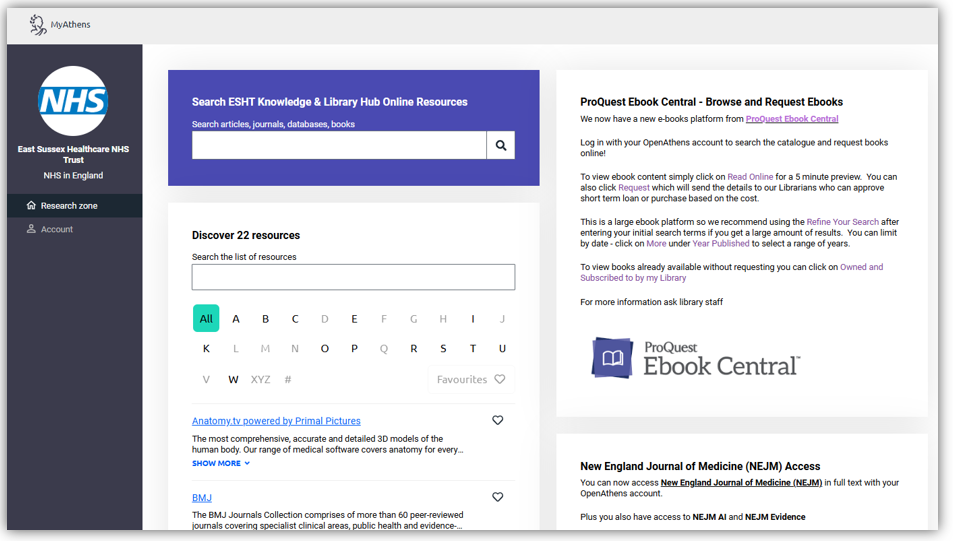 MyAthens
NHS
East Sussex Healthcare NHS
Trust
NHS in England
Research zone
Account
Search ESHT Knowledge & Library Hub Online Resources
Search articles, journals, databases, books
Discover 22 resources
Search the list of resources
All A B C D E F G H I J
K L M N O P Q R S T U
V W XYZ #
Favourites
Anatomy.tv powered by Primal Pictures
The most comprehensive, accurate and detailed 3D models of the
human body. Our range of medical software covers anatomy for every...
SHOW MORE
BMJ
The BMJ Journals Collection comprises of more than 60 peer-reviewed
journals covering specialist clinical areas, public health and evidence-...
ProQuest Ebook Central - Browse and Request Ebooks
We now have a new e-books platform from ProQuest Ebook Central
Log in with your OpenAthens account to search the catalogue and request books
online!
To view ebook content simply click on Read Online for a 5 minute preview. You can
also click Request which will send the details to our Librarians who can approve
short term loan or purchase based on the cost.
This is a large ebook platform so we recommend using the Refine Your Search after
entering your initial search terms if you get a large amount of results. You can limit
by date - click on More under Year Published to select a range of years.
To view books already available without requesting you can click on Owned and
Subscribed to by my Library
For more information ask library staff
ProQuest
Ebook Central™
New England Journal of Medicine (NEJM) Access
You can now access New England Journal of Medicine (NEJM) in full text with your
OpenAthens account.
Plus you also have access to NEJM AI and NEJM Evidence